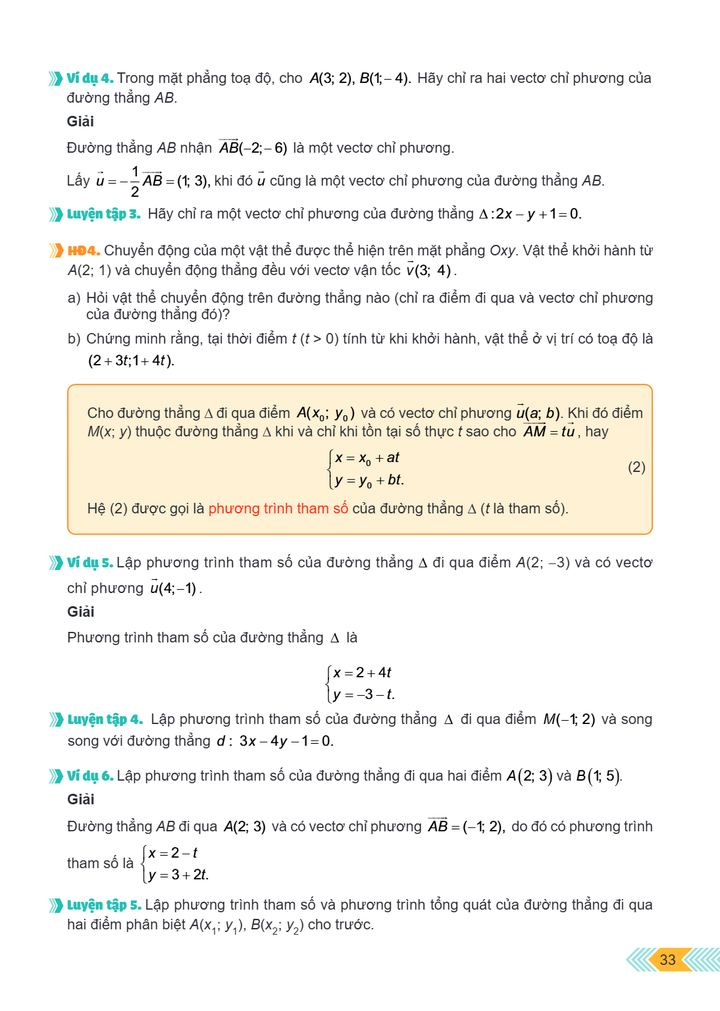 Ví dụ 4. Trong mặt phẳng toạ độ, cho A(3; 2), B(1; – 4). Hãy chỉ ra hai vectơ chỉ phương của
đường thẳng AB.
Giải
Đường thẳng AB nhận $\overrightarrow{AB}$(–2; – 6) là một vectơ chỉ phương.
Lấy $\vec{u} = -\frac{1}{2}\overrightarrow{AB} = (1; 3)$, khi đó $\vec{u}$ cũng là một vectơ chỉ phương của đường thẳng AB.
Luyện tập 3. Hãy chỉ ra một vectơ chỉ phương của đường thẳng Δ : 2x – y + 1 = 0.
HĐ4. Chuyển động của một vật thể được thể hiện trên mặt phẳng Oxy. Vật thể khởi hành từ
A(2; 1) và chuyển động thẳng đều với vectơ vận tốc $\vec{v}$(3; 4).
a) Hỏi vật thể chuyển động trên đường thẳng nào (chỉ ra điểm đi qua và vectơ chỉ phương
của đường thẳng đó)?
b) Chứng minh rằng, tại thời điểm t (t > 0) tính từ khi khởi hành, vật thể ở vị trí có toạ độ là
(2 + 3t; 1 + 4t).
Cho đường thẳng Δ đi qua điểm A(x₀; y₀) và có vectơ chỉ phương $\vec{u}$(a; b). Khi đó điểm
M(x; y) thuộc đường thẳng Δ khi và chỉ khi tồn tại số thực t sao cho $\overrightarrow{AM} = t\vec{u}$, hay
$\begin{cases} x = x_0 + at \\ y = y_0 + bt. \end{cases}$ (2)
Hệ (2) được gọi là phương trình tham số của đường thẳng Δ (t là tham số).
Ví dụ 5. Lập phương trình tham số của đường thẳng Δ đi qua điểm A(2; –3) và có vectơ
chỉ phương $\vec{u}$(4; –1).
Giải
Phương trình tham số của đường thẳng Δ là
$\begin{cases} x = 2 + 4t \\ y = -3 - t. \end{cases}$
Luyện tập 4. Lập phương trình tham số của đường thẳng Δ đi qua điểm M(–1; 2) và song
song với đường thẳng d : 3x – 4y – 1 = 0.
Ví dụ 6. Lập phương trình tham số của đường thẳng đi qua hai điểm A(2; 3) và B(1; 5).
Giải
Đường thẳng AB đi qua A(2; 3) và có vectơ chỉ phương $\overrightarrow{AB} = (-1; 2)$, do đó có phương trình
tham số là $\begin{cases} x = 2 - t \\ y = 3 + 2t. \end{cases}$
Luyện tập 5. Lập phương trình tham số và phương trình tổng quát của đường thẳng đi qua
hai điểm phân biệt A(x₁; y₁), B(x₂; y₂) cho trước.
33